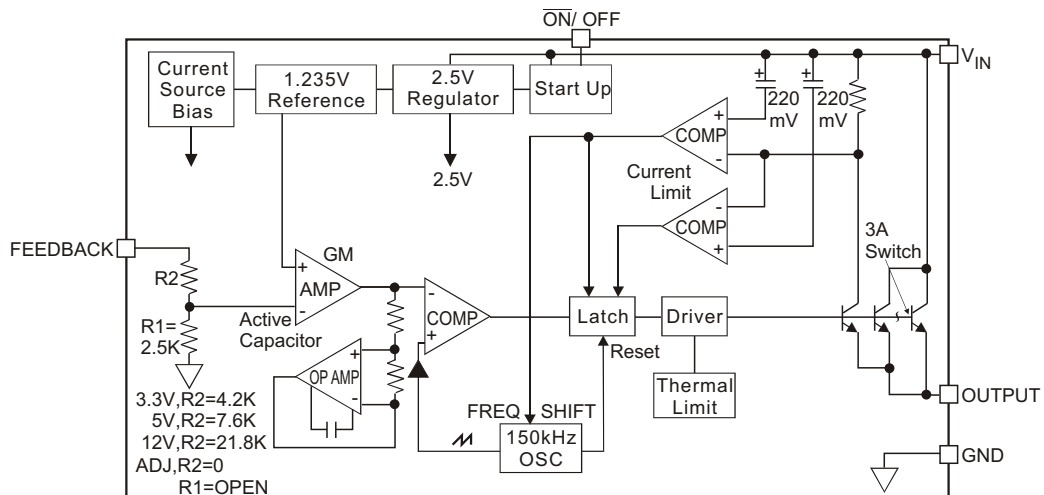 ON/ OFF
Current
Source
Bias
1.235V
Reference
2.5V
Regulator
Start Up
2.5V
VIN
+
220
mV
+
220
mV
+
COMP
-
Current
Limit
-
COMP
+
3A
Switch
FEEDBACK
R2
R1=
2.5K
+
GM
AMP
-
Active
Capacitor
-
COMP
+
+
OP AMP
-
Latch
Driver
Reset
Thermal
Limit
FREQ SHIFT
150kHz
OSC
3.3V,R2=4.2K
5V,R2=7.6K
12V,R2=21.8K
ADJ,R2=0
R1=OPEN
OUTPUT
GND